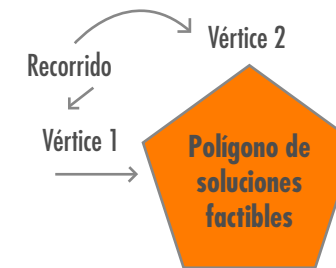 Vértice 2
Recorrido
Vértice 1
Polígono de
soluciones
factibles